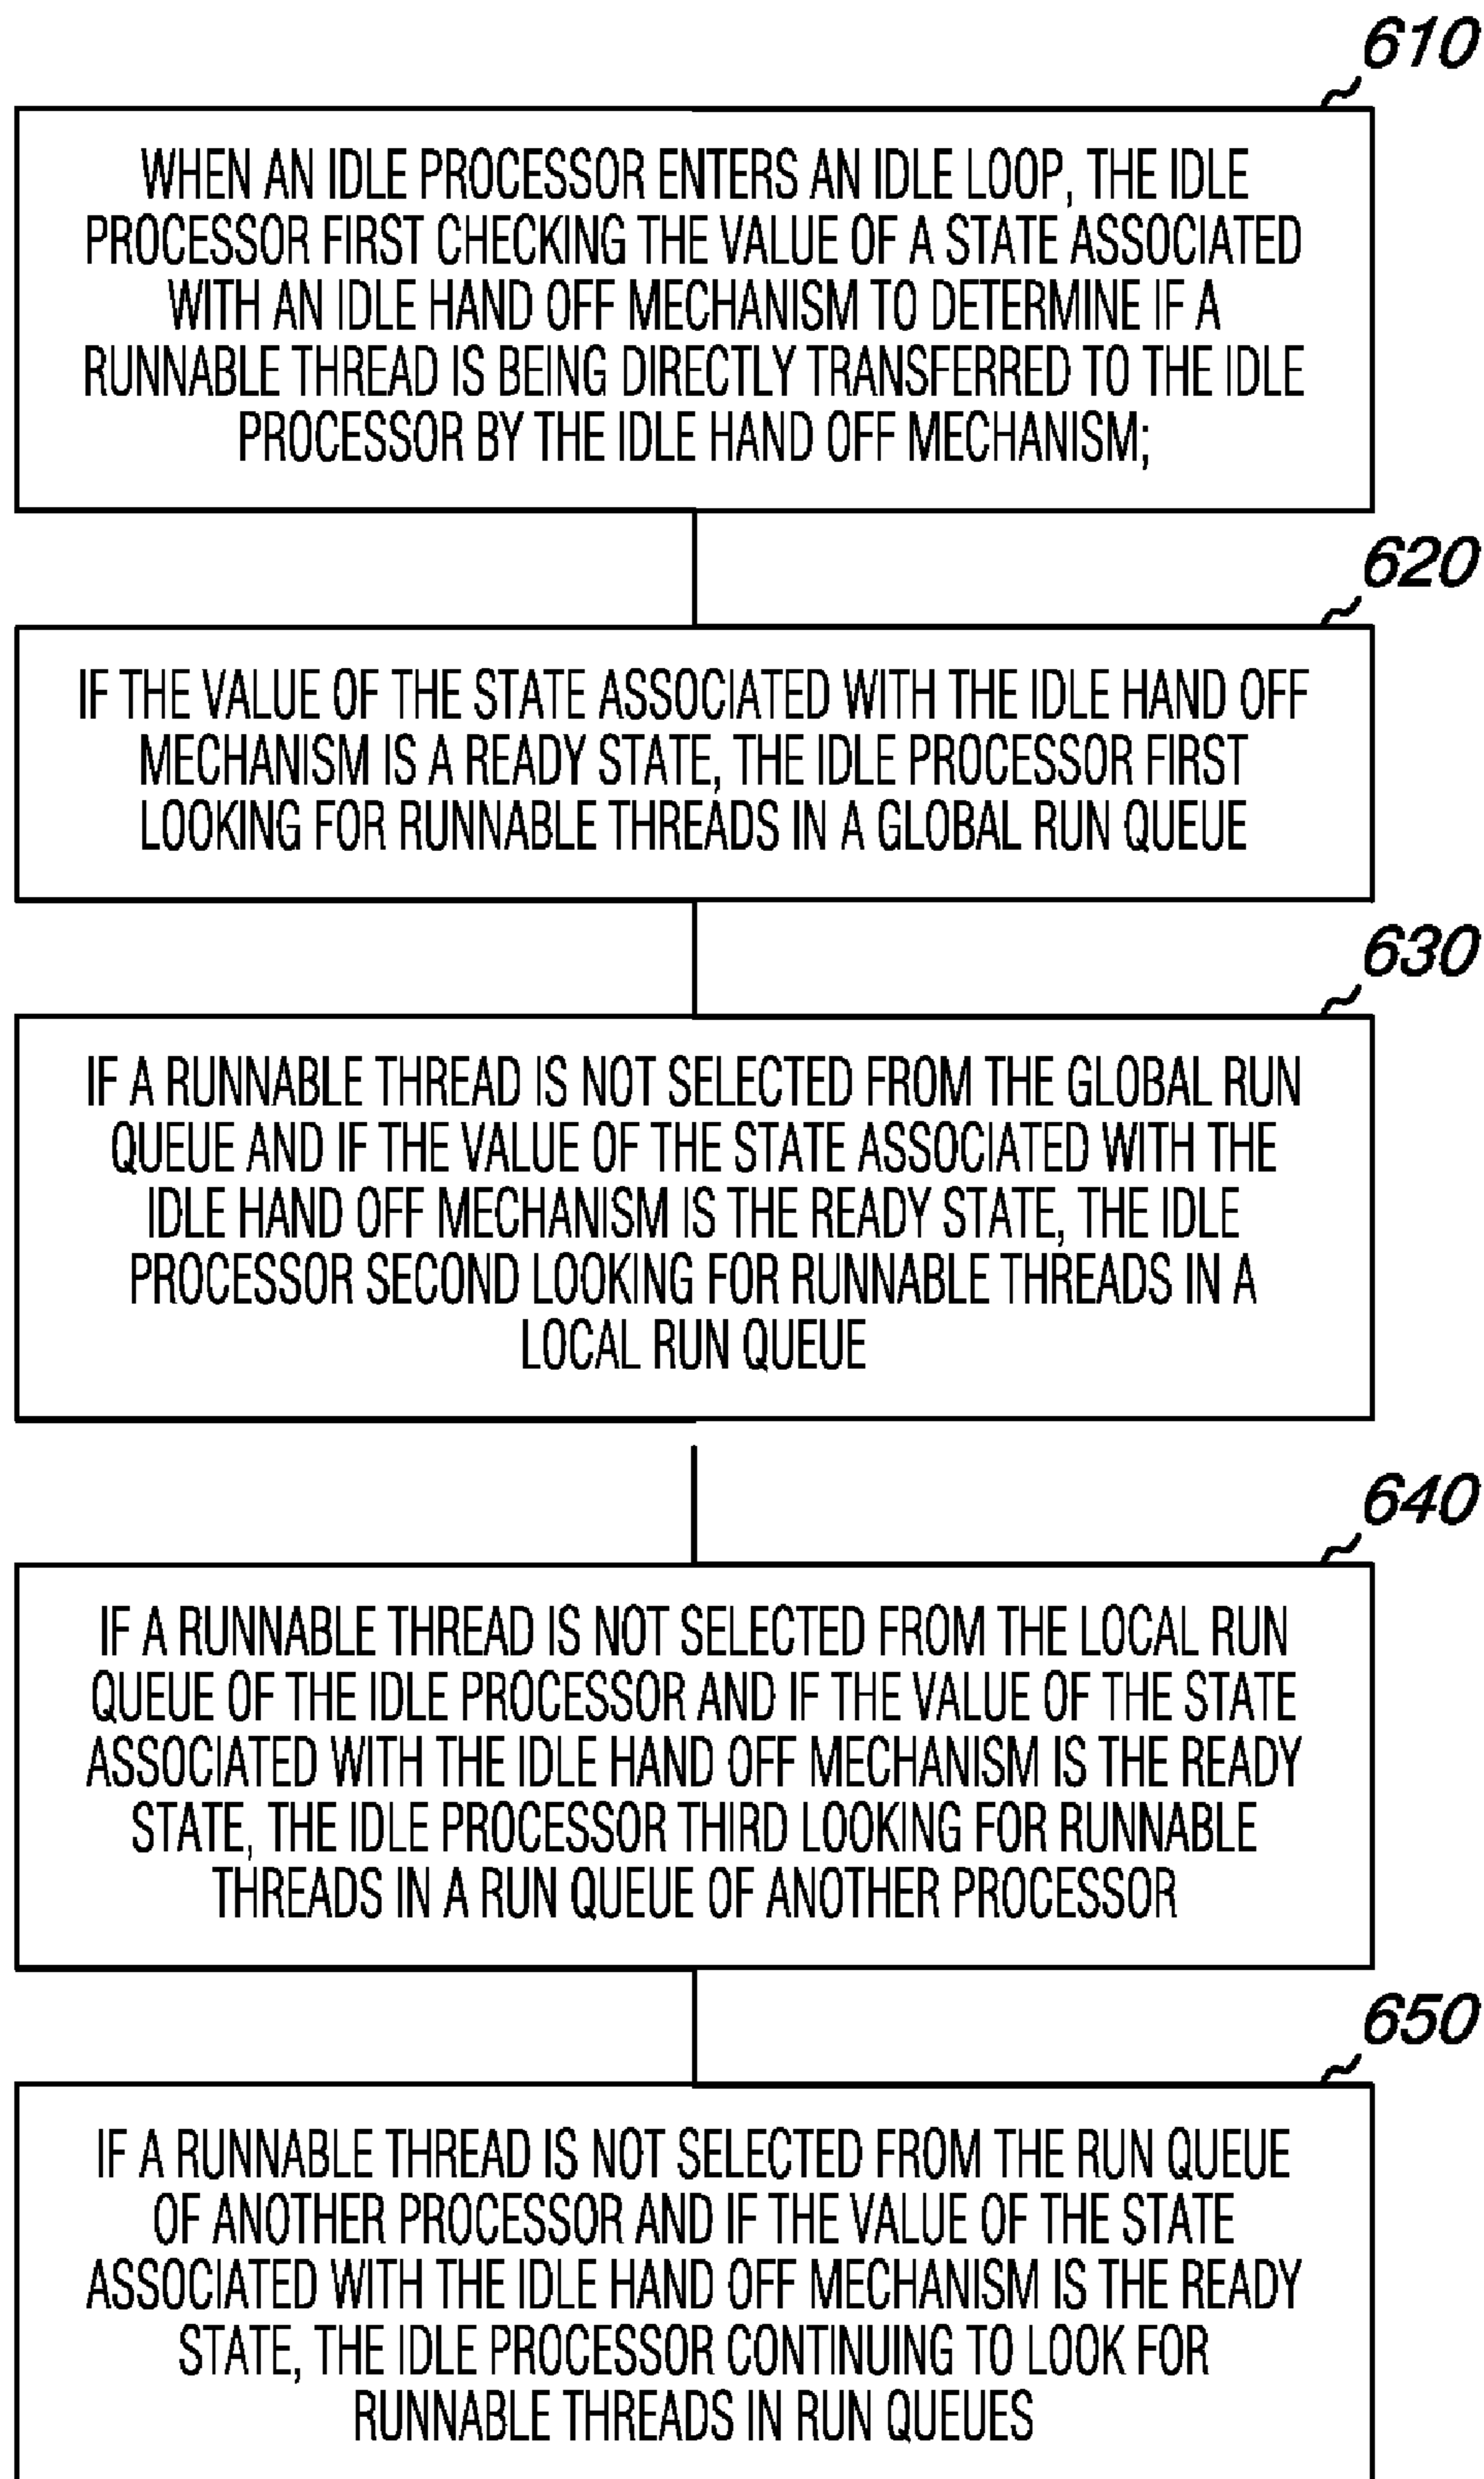 610
WHEN AN IDLE PROCESSOR ENTERS AN IDLE LOOP, THE IDLE
PROCESSOR FIRST CHECKING THE VALUE OF A STATE ASSOCIATED
WITH AN IDLE HAND OFF MECHANISM TO DETERMINE IF A
RUNNABLE THREAD IS BEING DIRECTLY TRANSFERRED TO THE IDLE
PROCESSOR BY THE IDLE HAND OFF MECHANISM;
620
IF THE VALUE OF THE STATE ASSOCIATED WITH THE IDLE HAND OFF
MECHANISM IS A READY STATE, THE IDLE PROCESSOR FIRST
LOOKING FOR RUNNABLE THREADS IN A GLOBAL RUN QUEUE
630
IF A RUNNABLE THREAD IS NOT SELECTED FROM THE GLOBAL RUN
QUEUE AND IF THE VALUE OF THE STATE ASSOCIATED WITH THE
IDLE HAND OFF MECHANISM IS THE READY STATE, THE IDLE
PROCESSOR SECOND LOOKING FOR RUNNABLE THREADS IN A
LOCAL RUN QUEUE
640
IF A RUNNABLE THREAD IS NOT SELECTED FROM THE LOCAL RUN
QUEUE OF THE IDLE PROCESSOR AND IF THE VALUE OF THE STATE
ASSOCIATED WITH THE IDLE HAND OFF MECHANISM IS THE READY
STATE, THE IDLE PROCESSOR THIRD LOOKING FOR RUNNABLE
THREADS IN A RUN QUEUE OF ANOTHER PROCESSOR
650
IF A RUNNABLE THREAD IS NOT SELECTED FROM THE RUN QUEUE
OF ANOTHER PROCESSOR AND IF THE VALUE OF THE STATE
ASSOCIATED WITH THE IDLE HAND OFF MECHANISM IS THE READY
STATE, THE IDLE PROCESSOR CONTINUING TO LOOK FOR
RUNNABLE THREADS IN RUN QUEUES